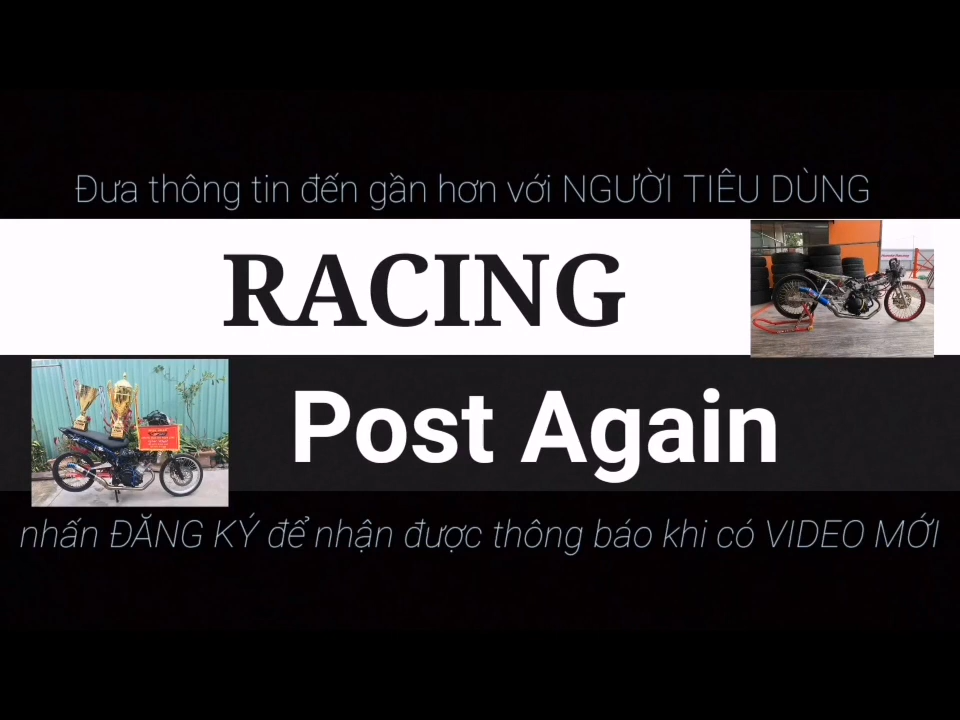 Đưa thông tin đến gần hơn với NGƯỜI TIÊU DÙNG
RACING
Post Again
nhấn ĐĂNG KÝ để nhận được thông báo khi có VIDEO MỚI